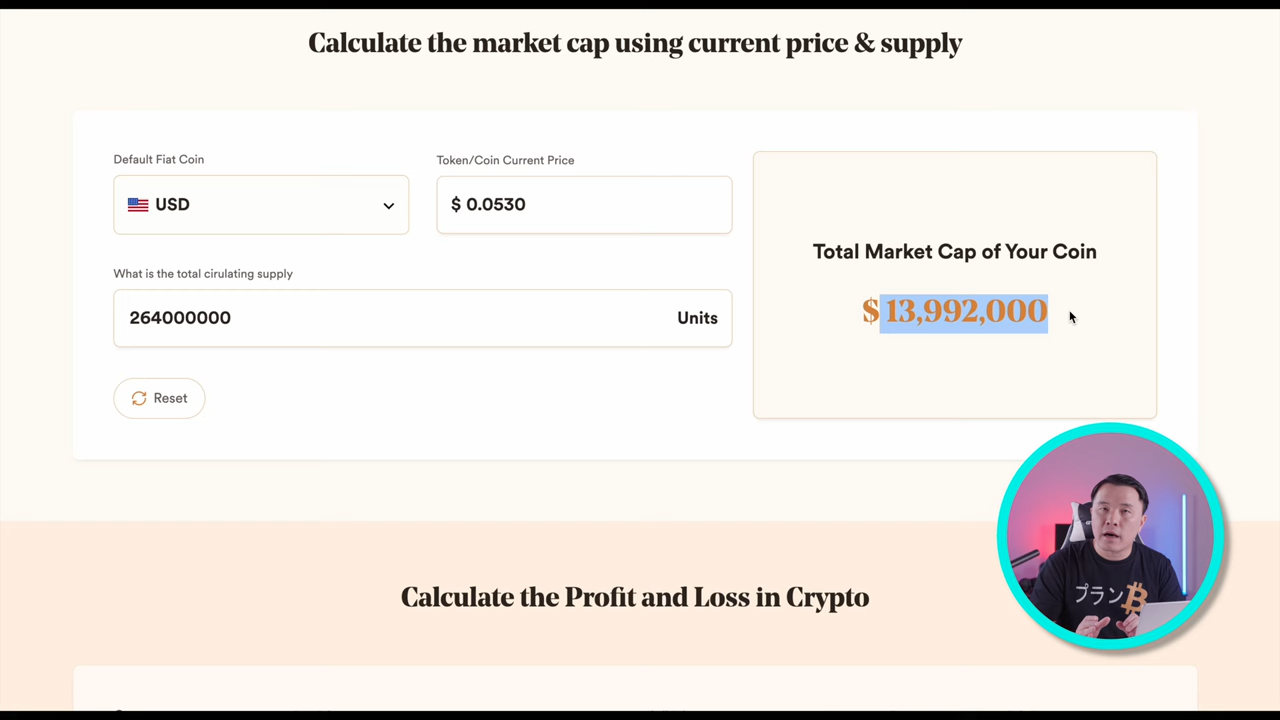 Calculate the market cap using current price & supply
Default Fiat Coin
USD
Token/Coin Current Price
$ 0.0530
What is the total cirulating supply
264000000 Units
Reset
Total Market Cap of Your Coin
$ 13,992,000
プラン₿
Calculate the Profit and Loss in Crypto